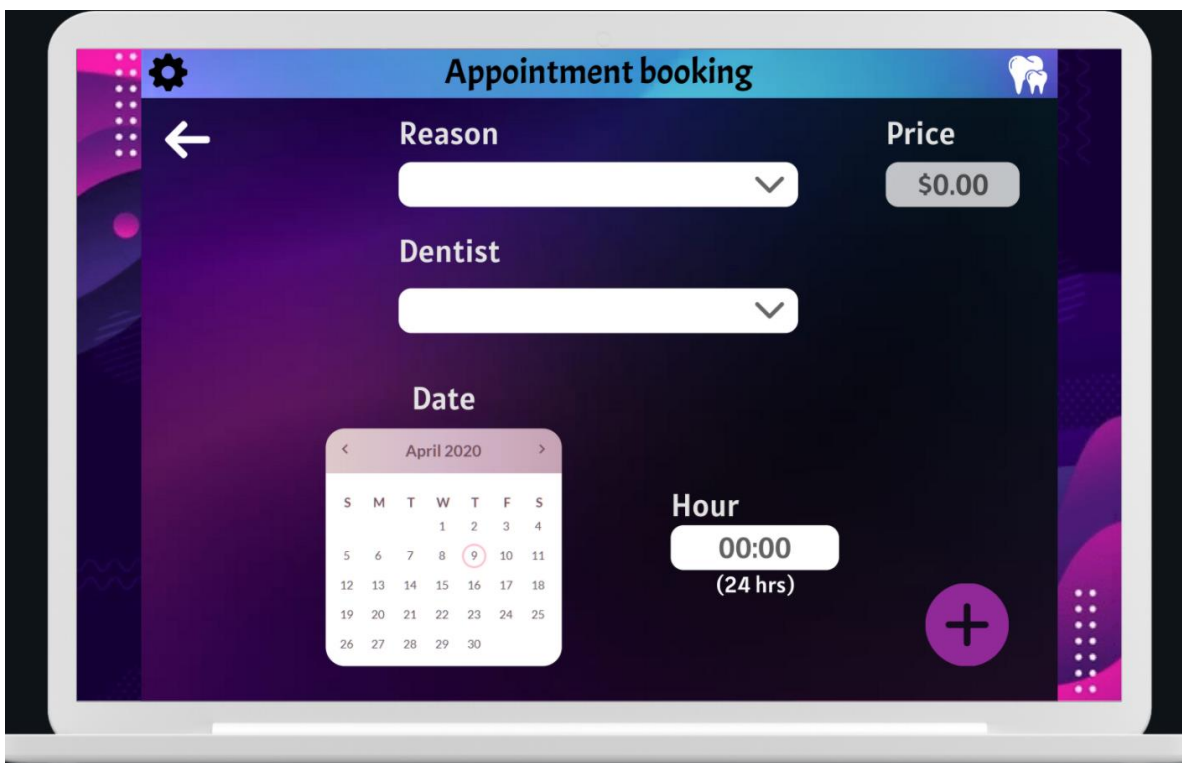 Appointment booking
Reason
Price
$0.00
Dentist
Date
April 2020
S M T W T F S
1 2 3 4
5 6 7 8 9 10 11
12 13 14 15 16 17 18
19 20 21 22 23 24 25
26 27 28 29 30
Hour
00:00
(24 hrs)